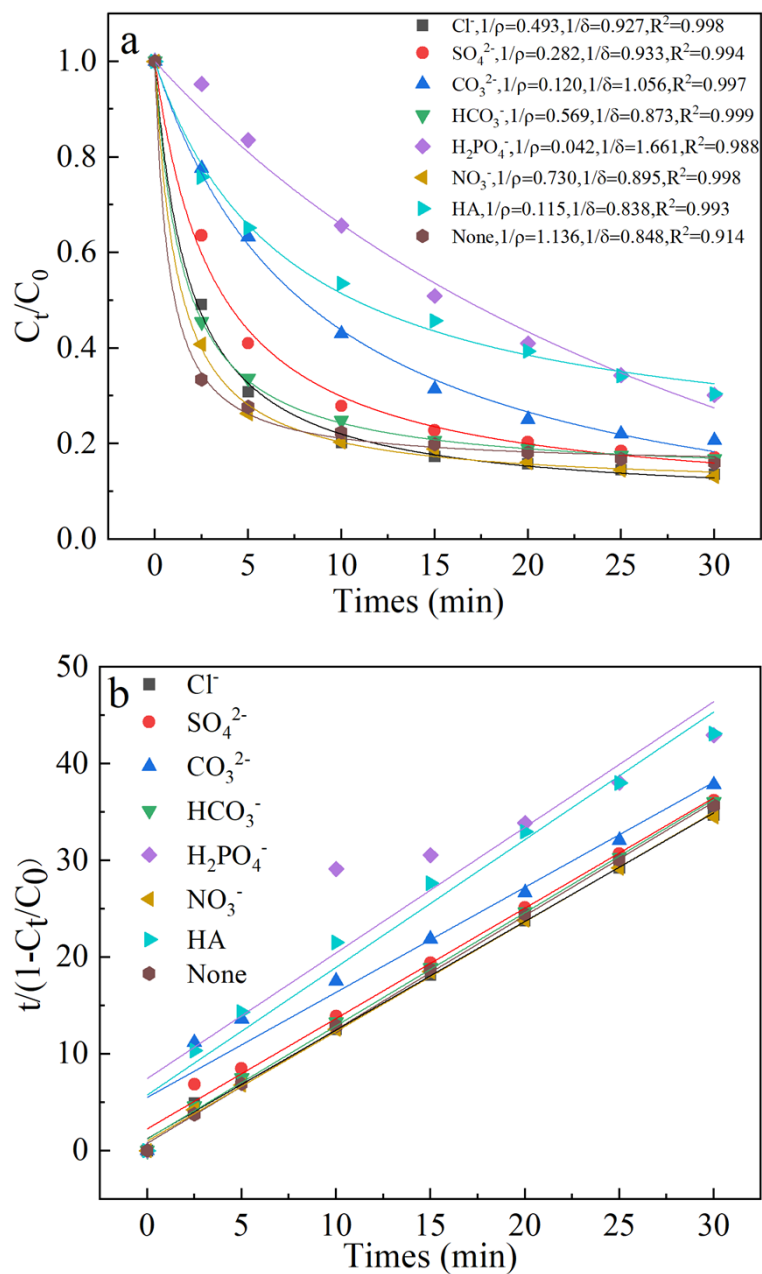 a
Cl⁻,1/ρ=0.493,1/δ=0.927,R²=0.998
SO₄²⁻,1/ρ=0.282,1/δ=0.933,R²=0.994
CO₃²⁻,1/ρ=0.120,1/δ=1.056,R²=0.997
HCO₃⁻,1/ρ=0.569,1/δ=0.873,R²=0.999
H₂PO₄⁻,1/ρ=0.042,1/δ=1.661,R²=0.988
NO₃⁻,1/ρ=0.730,1/δ=0.895,R²=0.998
HA,1/ρ=0.115,1/δ=0.838,R²=0.993
None,1/ρ=1.136,1/δ=0.848,R²=0.914
1.0
0.8
0.6
0.4
0.2
0.0
Cₜ/C₀
0 5 10 15 20 25 30
Times (min)
b
Cl⁻
SO₄²⁻
CO₃²⁻
HCO₃⁻
H₂PO₄⁻
NO₃⁻
HA
None
50
40
30
20
10
0
t/(1-Cₜ/C₀)
0 5 10 15 20 25 30
Times (min)